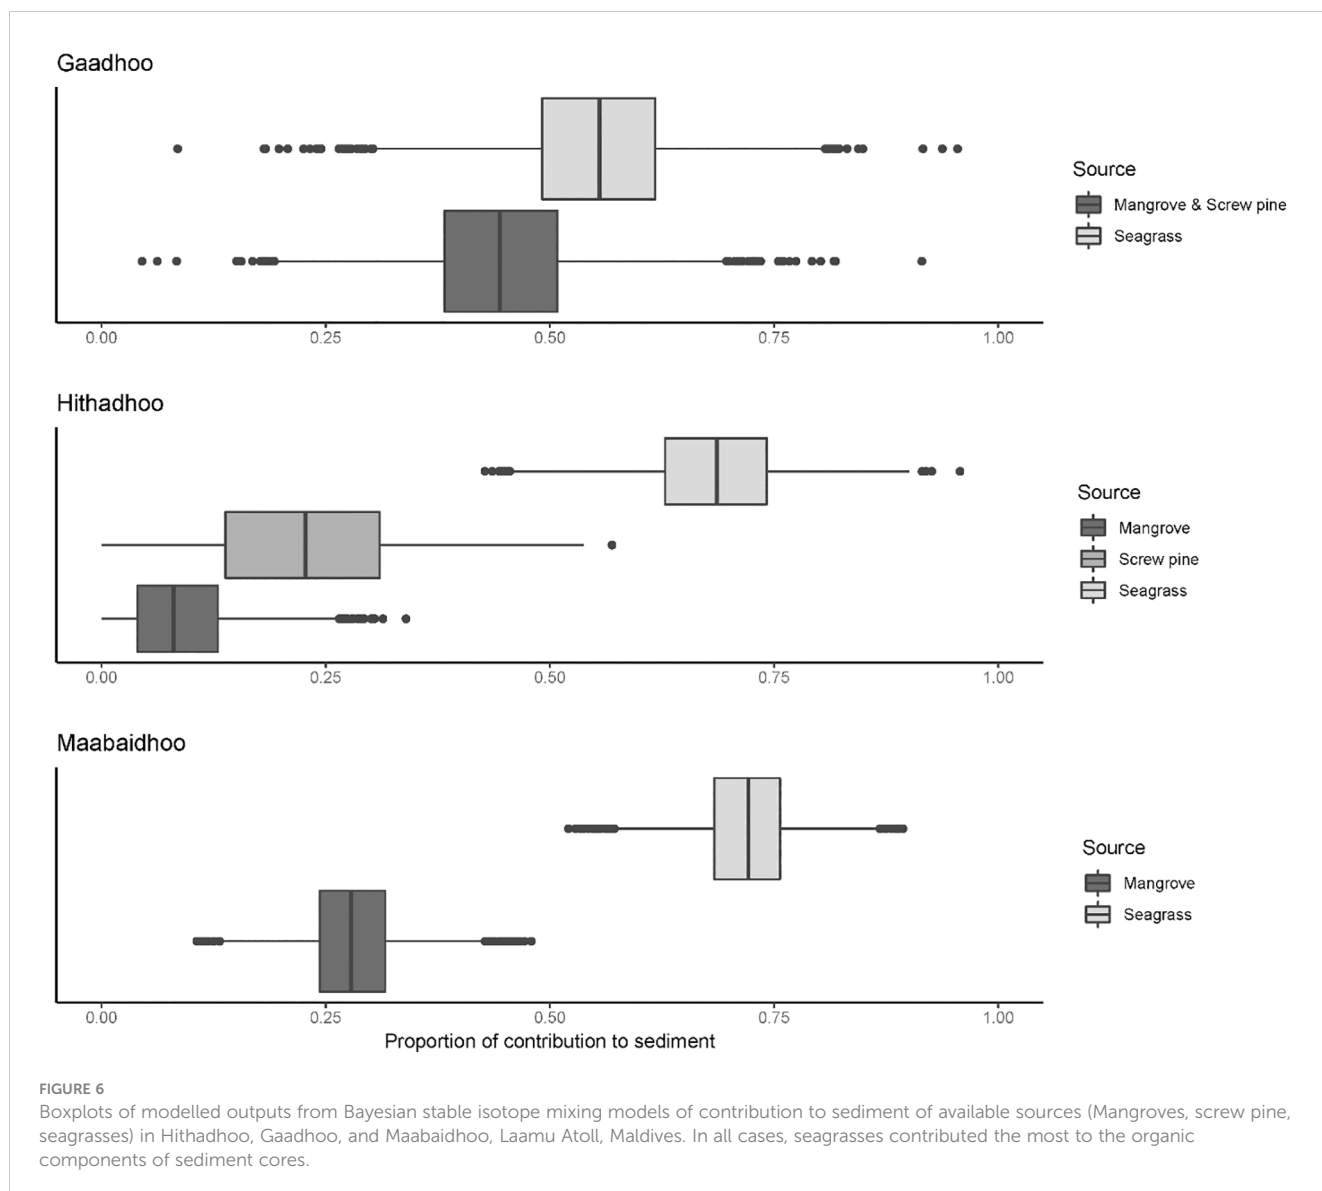 Gaadhoo
Source
Mangrove & Screw pine
Seagrass
0.00 0.25 0.50 0.75 1.00
Hithadhoo
Source
Mangrove
Screw pine
Seagrass
0.00 0.25 0.50 0.75 1.00
Maabaidhoo
Source
Mangrove
Seagrass
0.00 0.25 0.50 0.75 1.00
Proportion of contribution to sediment
FIGURE 6
Boxplots of modelled outputs from Bayesian stable isotope mixing models of contribution to sediment of available sources (Mangroves, screw pine,
seagrasses) in Hithadhoo, Gaadhoo, and Maabaidhoo, Laamu Atoll, Maldives. In all cases, seagrasses contributed the most to the organic
components of sediment cores.